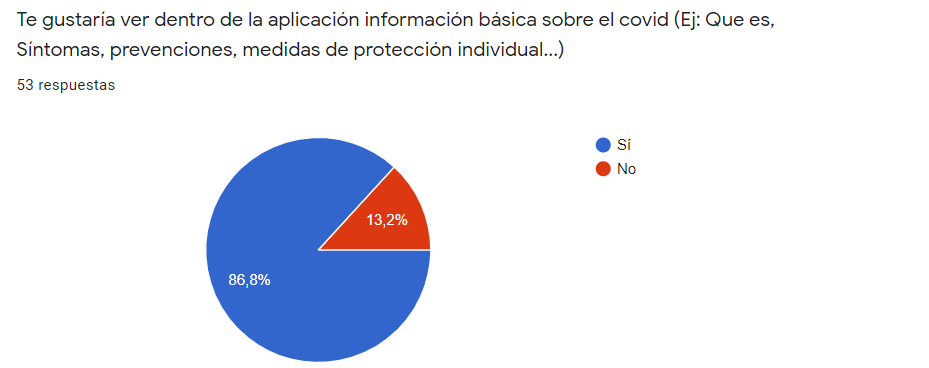 Te gustaría ver dentro de la aplicación información básica sobre el covid (Ej: Que es,
Síntomas, prevenciones, medidas de protección individual...)
53 respuestas
Sí
No
13,2%
86,8%